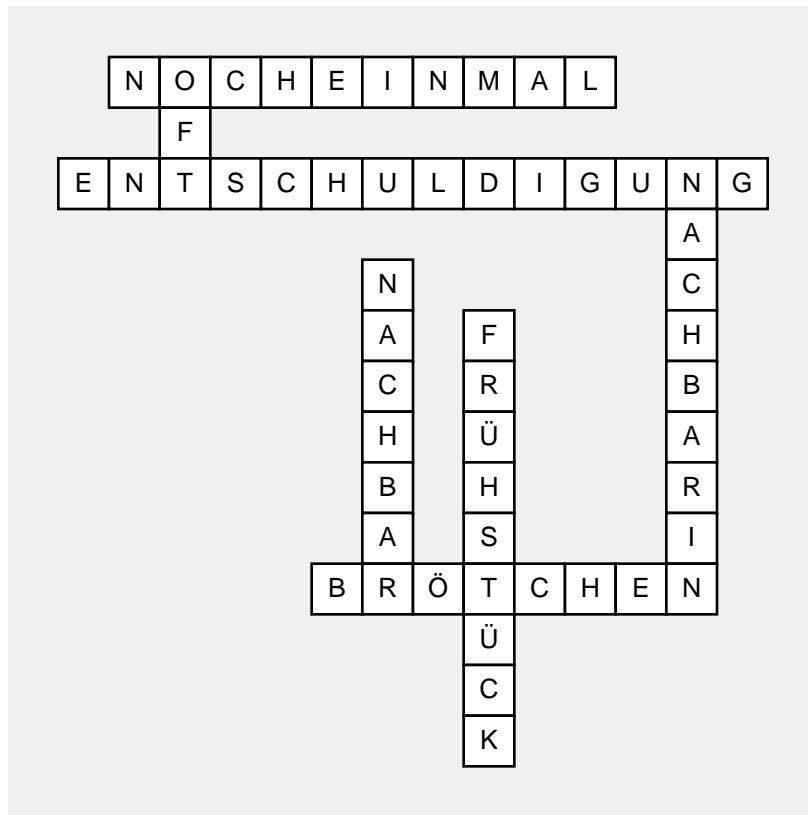 NOCHEINMAL
OFT
ENTSCHULDIGUNG
NACHBARIN
NACHBAR
FRÜHSTÜCK
BRÖTCHEN